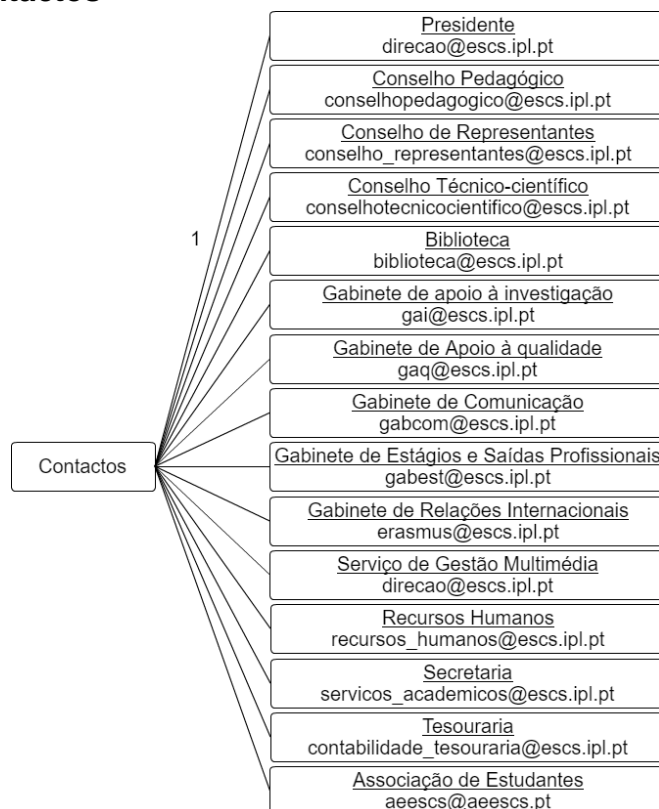 Presidente
direcao@escs.ipl.pt
Conselho Pedagógico
conselhopedagogico@escs.ipl.pt
Conselho de Representantes
conselho_representantes@escs.ipl.pt
Conselho Técnico-científico
conselhotecnicocientifico@escs.ipl.pt
1
Biblioteca
biblioteca@escs.ipl.pt
Gabinete de apoio à investigação
gai@escs.ipl.pt
Gabinete de Apoio à qualidade
gaq@escs.ipl.pt
Gabinete de Comunicação
gabcom@escs.ipl.pt
Contactos
Gabinete de Estágios e Saídas Profissionais
gabest@escs.ipl.pt
Gabinete de Relações Internacionais
erasmus@escs.ipl.pt
Serviço de Gestão Multimédia
direcao@escs.ipl.pt
Recursos Humanos
recursos_humanos@escs.ipl.pt
Secretaria
servicos_academicos@escs.ipl.pt
Tesouraria
contabilidade_tesouraria@escs.ipl.pt
Associação de Estudantes
aeescs@aeescs.pt